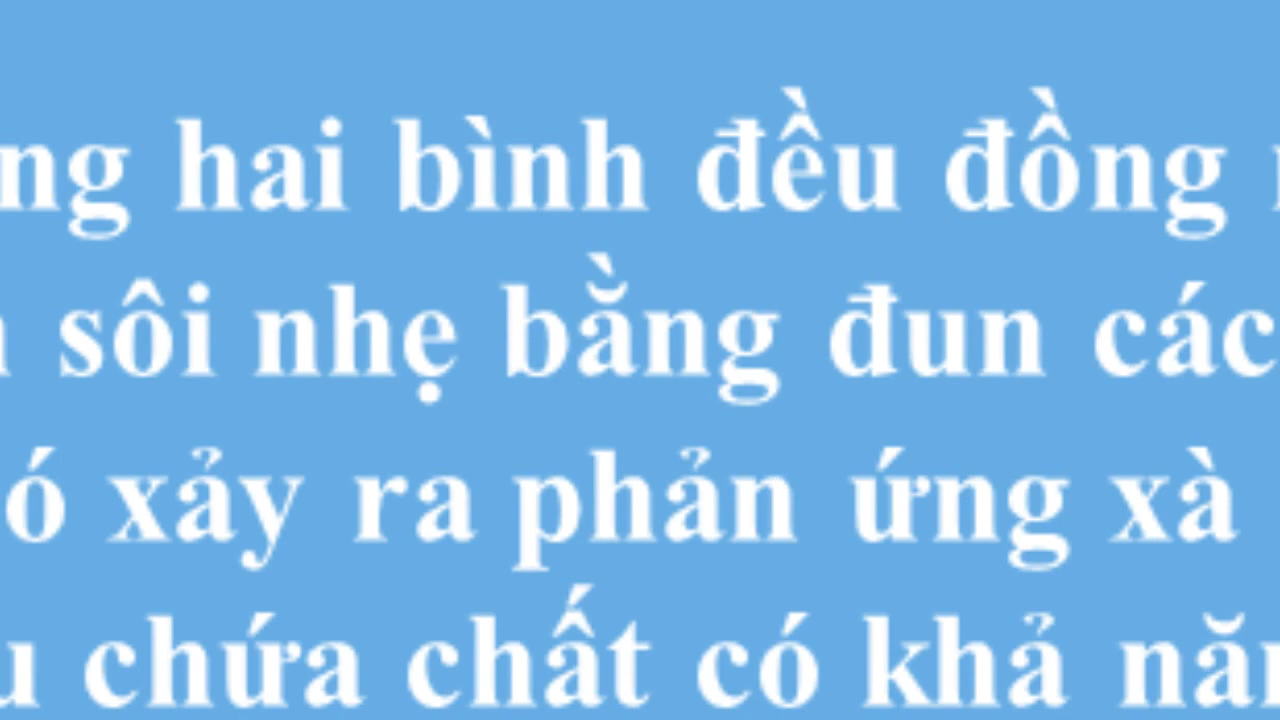 ng hai bình đều đồng
sôi nhẹ bằng đun các
ó xảy ra phản ứng xà
u chứa chất có khả năn